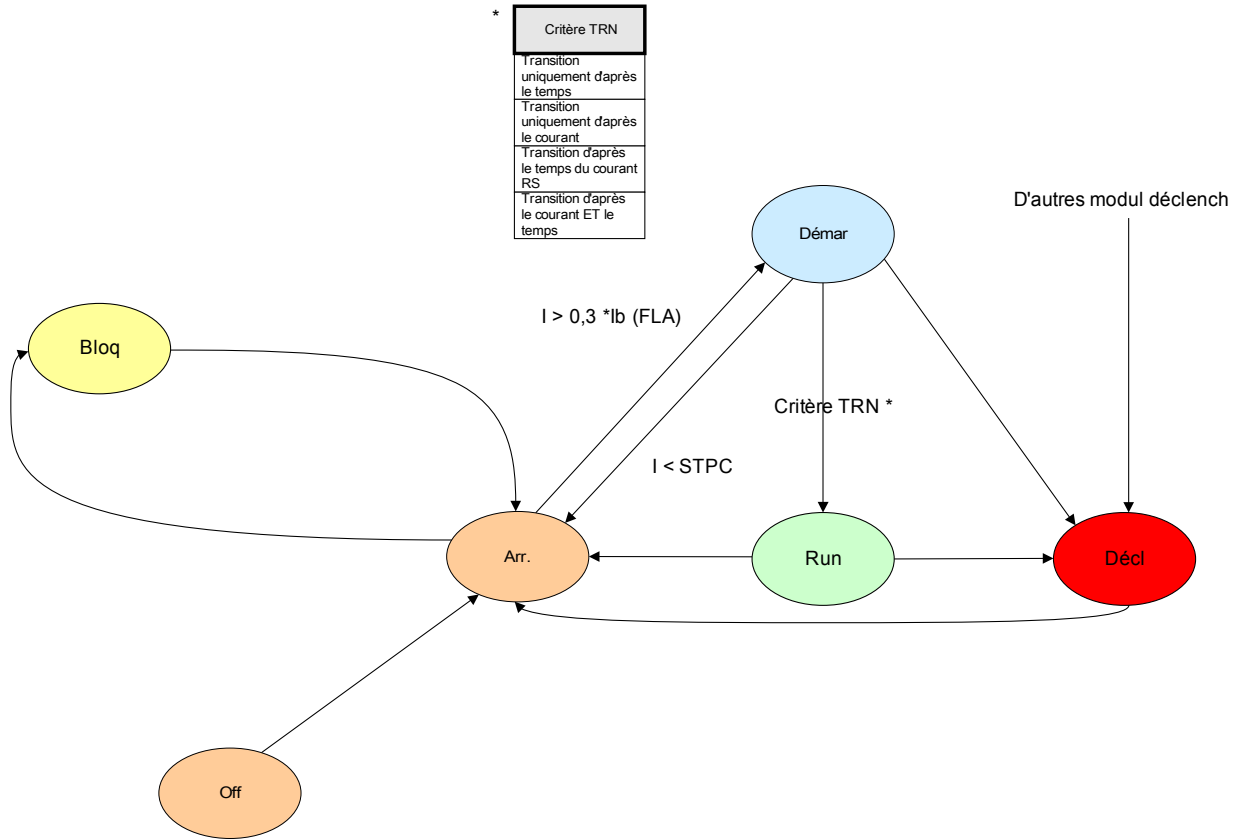 *
Critère TRN
Transition
uniquement d'après
le temps
Transition
uniquement d'après
le courant
Transition d'après
le temps du courant
RS
Transition d'après
le courant ET le
temps
D'autres modul déclench
Démar
I > 0,3 *Ib (FLA)
Bloq
Critère TRN *
I < STPC
Arr.
Run
Décl
Off